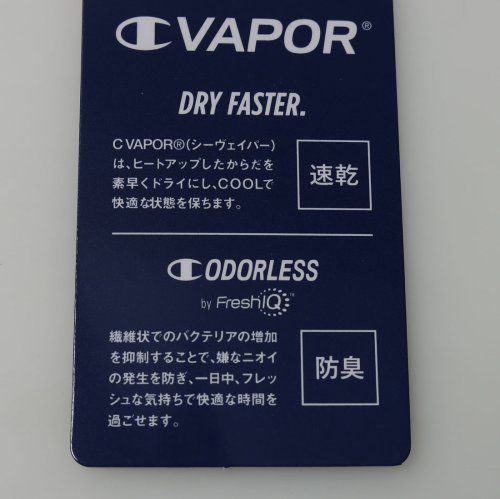 C VAPOR®
DRY FASTER.
C VAPOR®(シーヴェイパー)
は、ヒートアップしたからだを
素早くドライにし、COOLで
快適な状態を保ちます。
速乾
C ODORLESS
by FreshIQ™
繊維状でのバクテリアの増加
を抑制することで、嫌なニオイ
の発生を防ぎ、一日中、フレッ
シュな気持ちで快適な時間を
過ごせます。
防臭